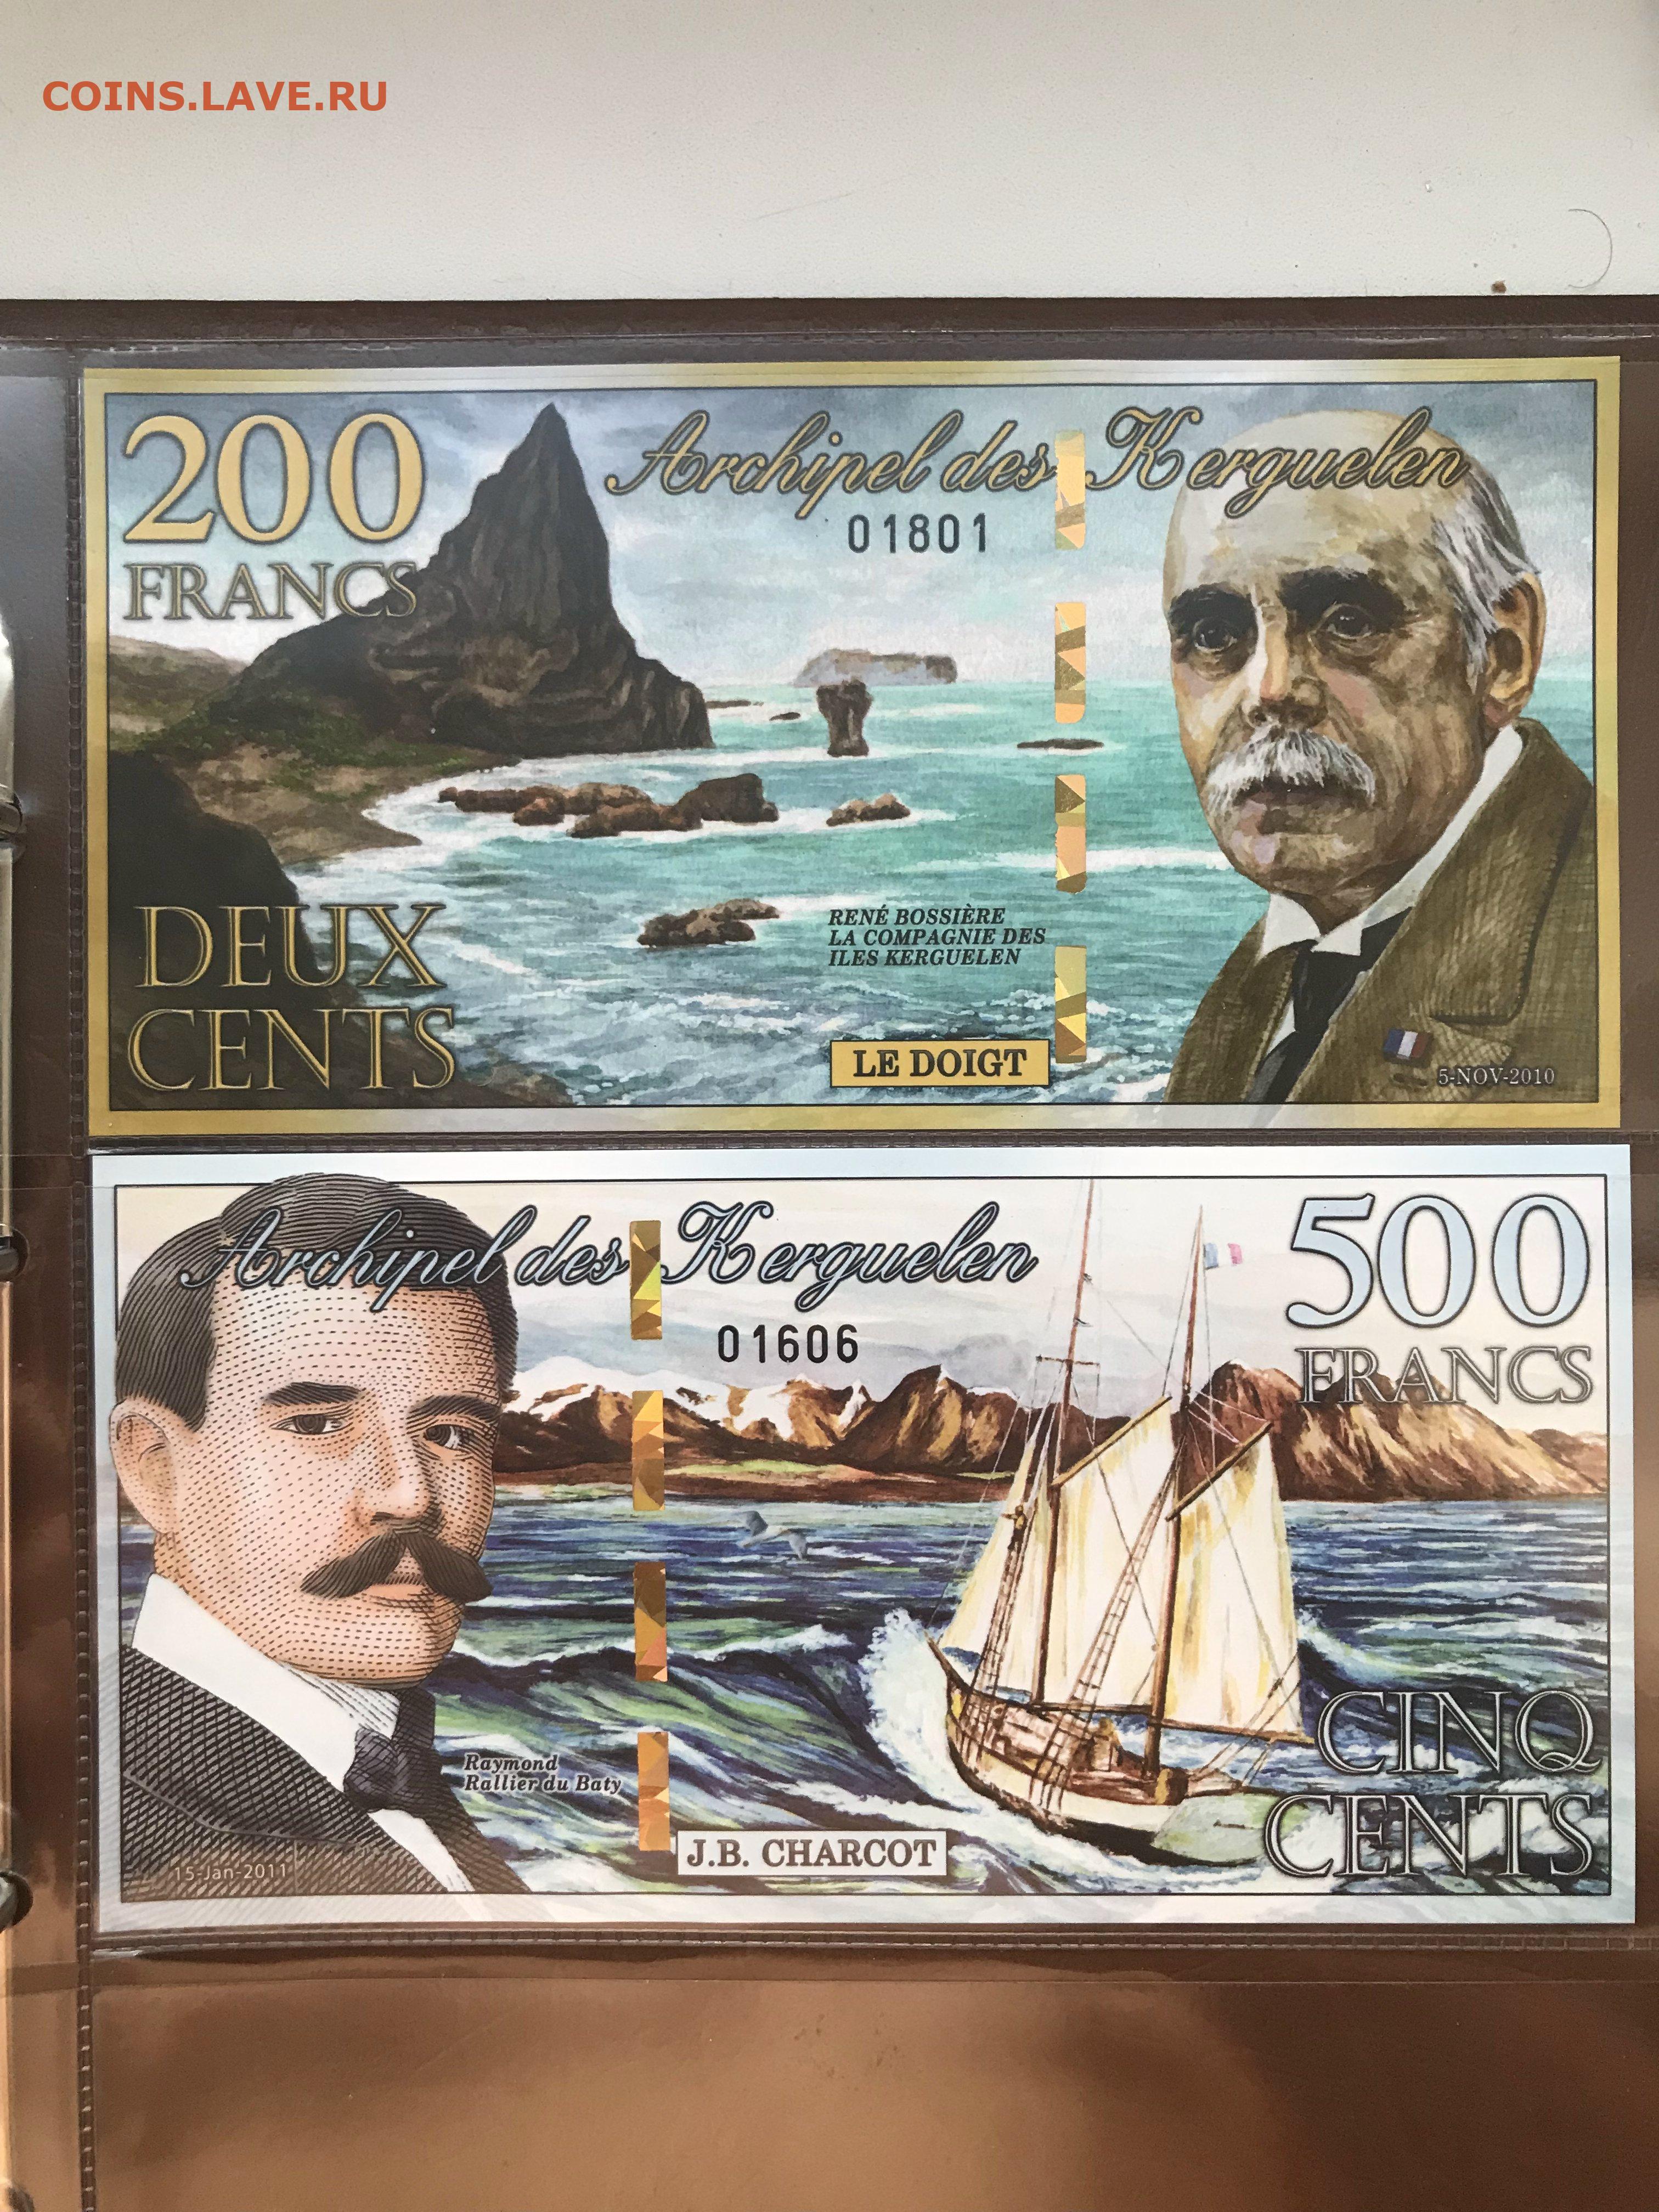 COINS.LAVE.RU
200
FRANCS
Archipel des Kerguelen
01801
DEUX
CENTS
RENÉ BOSSIÈRE
LA COMPAGNIE DES
ILES KERGUELEN
LE DOIGT
5-NOV-2010
Archipel des Kerguelen
01606
500
FRANCS
Raymond
Rallier du Baty
J.B. CHARCOT
15-Jan-2011
CINQ
CENTS